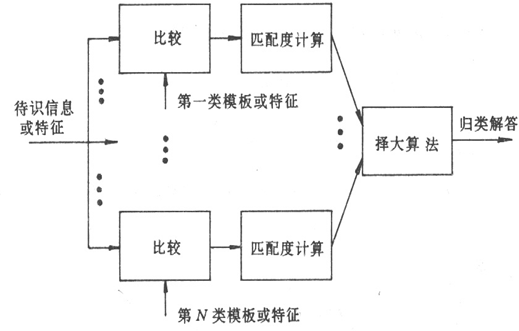 比较
匹配度计算
待识信息
或特征
第一类模板或特征
择大算法
归类解答
比较
匹配度计算
第N类模板或特征